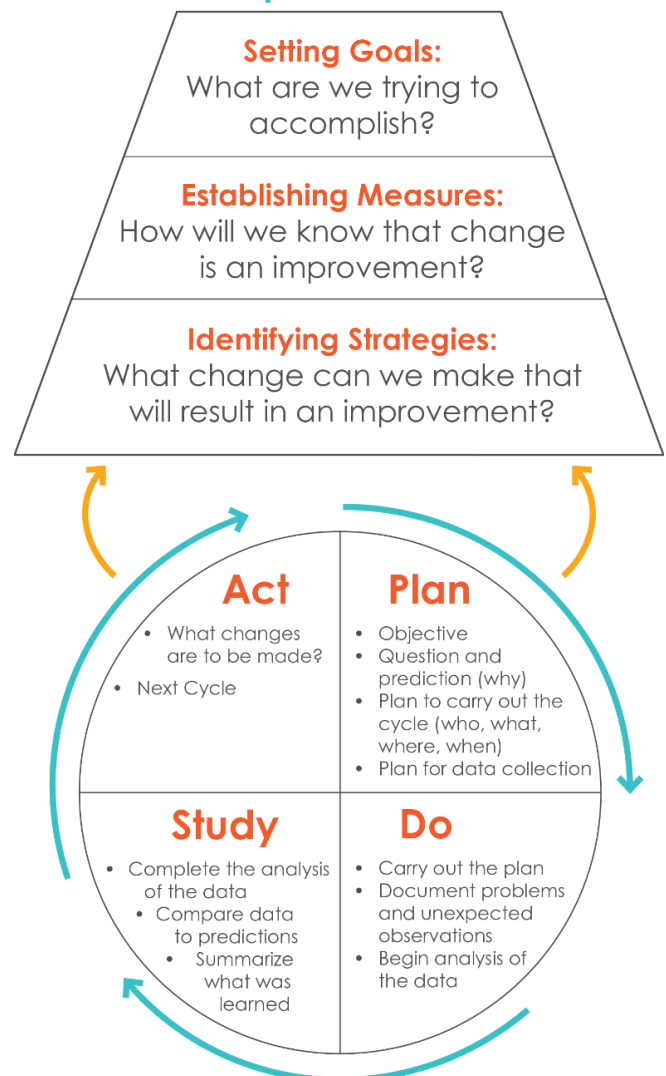 Setting Goals:
What are we trying to
accomplish?
Establishing Measures:
How will we know that change
is an improvement?
Identifying Strategies:
What change can we make that
will result in an improvement?
Act
• What changes
are to be made?
• Next Cycle
Plan
• Objective
• Question and
prediction (why)
• Plan to carry out the
cycle (who, what,
where, when)
• Plan for data collection
Study
• Complete the analysis
of the data
• Compare data
to predictions
• Summarize
what was
learned
Do
• Carry out the plan
• Document problems
and unexpected
observations
• Begin analysis of
the data